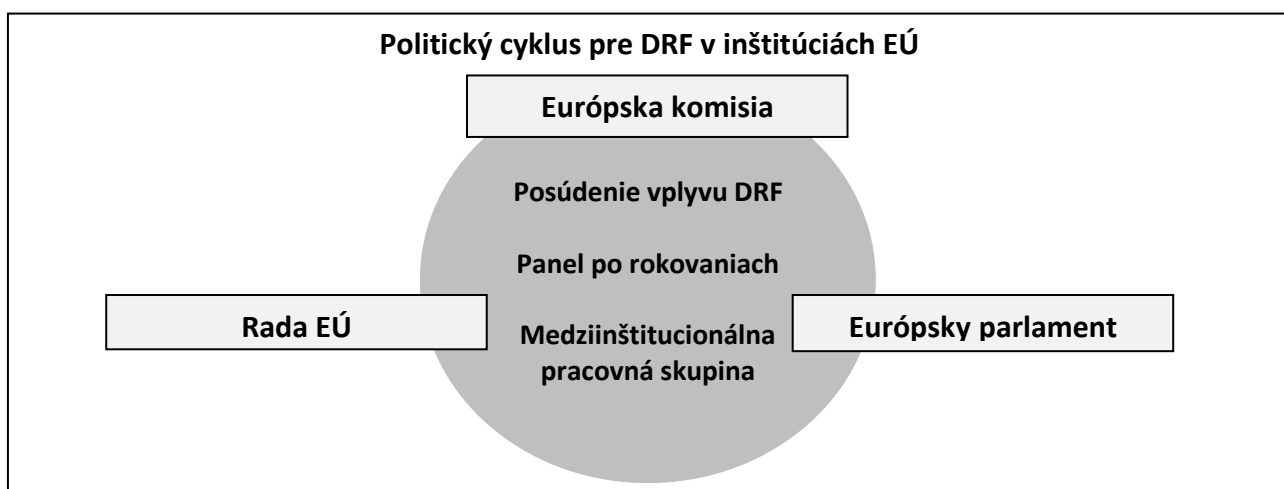 Politický cyklus pre DRF v inštitúciách EÚ
Európska komisia
Posúdenie vplyvu DRF
Panel po rokovaniach
Rada EÚ
Medziinštitucionálna
pracovná skupina
Európsky parlament